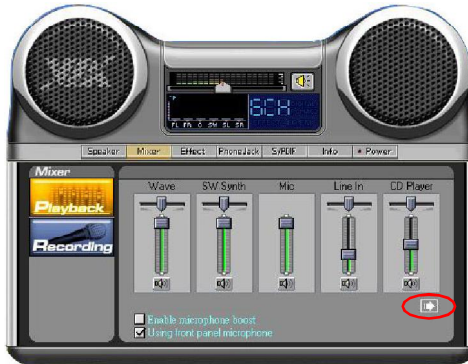 6CH
FL FR C SW SL SR
Speaker Mixer Effect PhoneJack S/PDIF Info Power
Mixer
Playback
Recording
Wave SW Synth Mic Line In CD Player
Enable microphone boost
Using front panel microphone